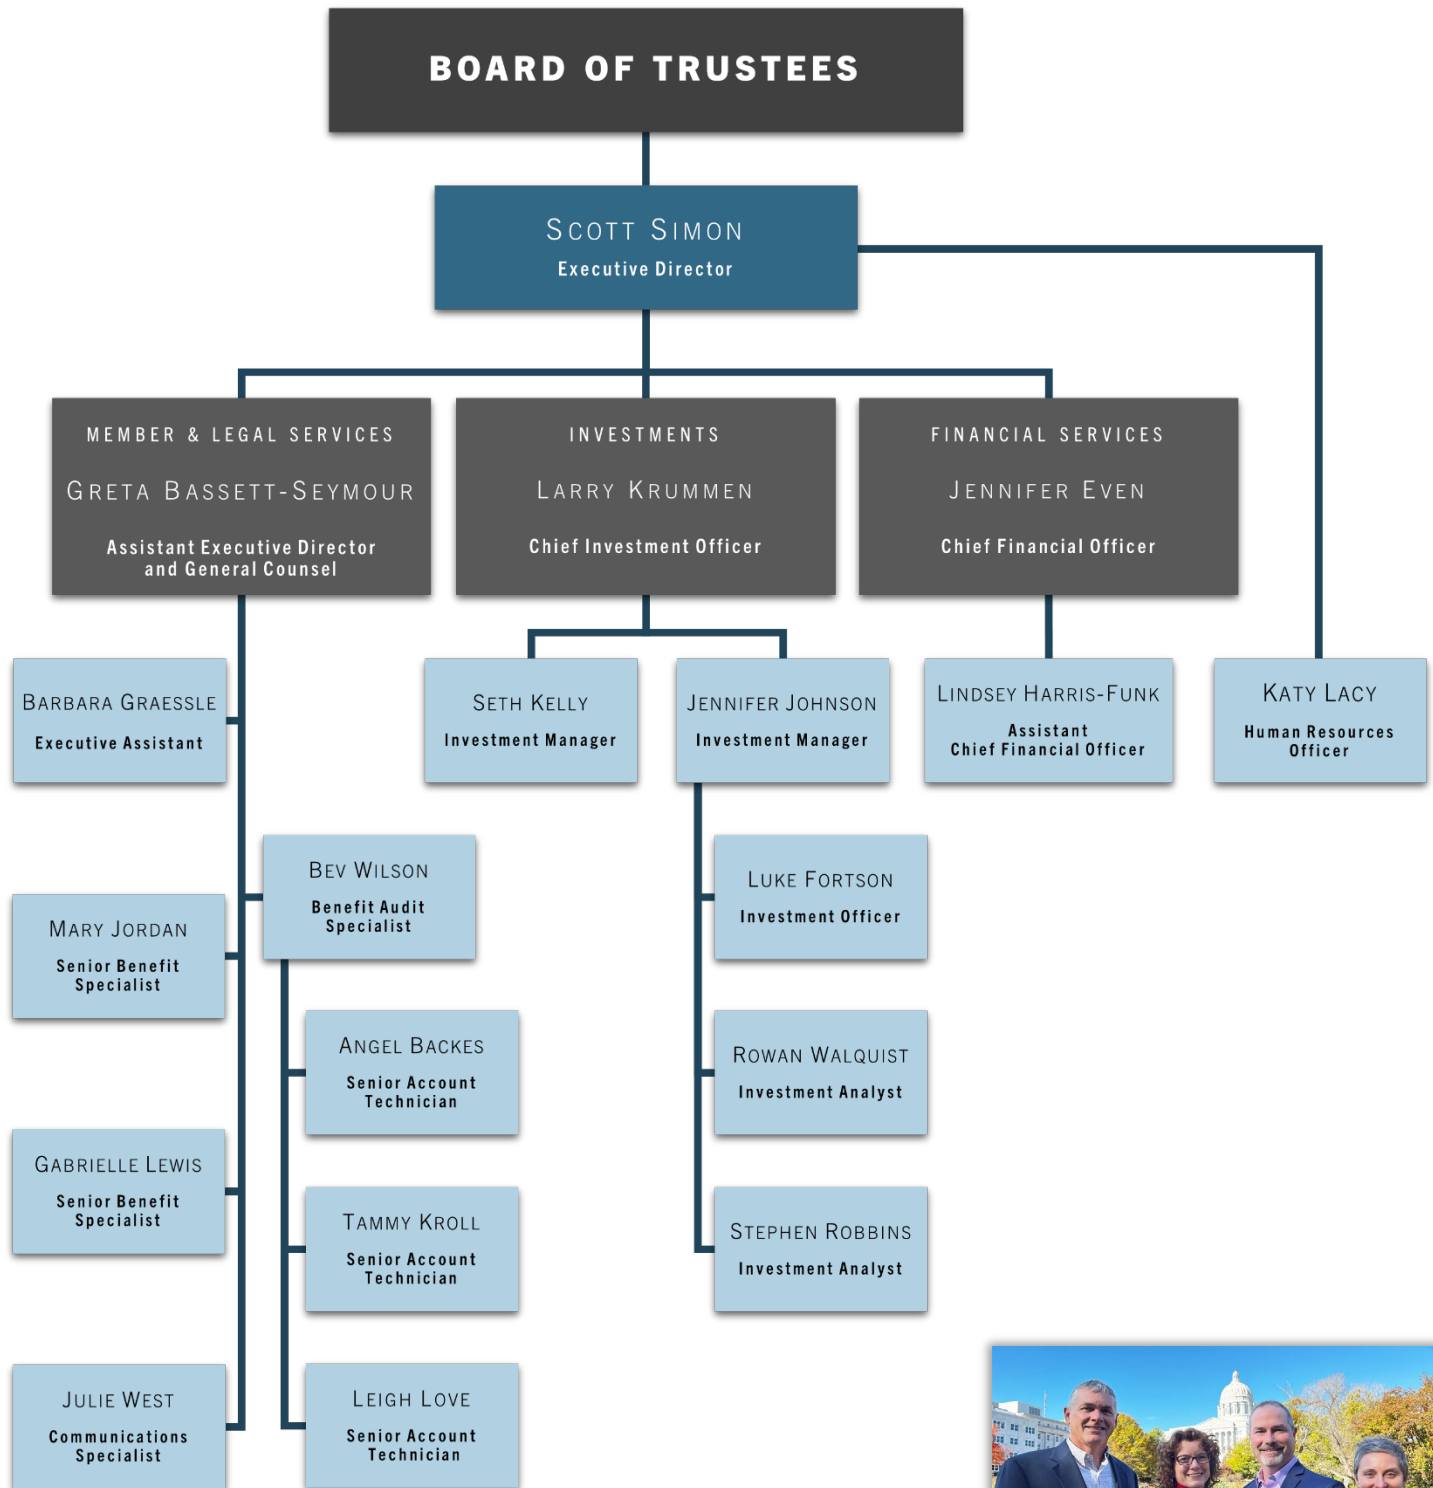 BOARD OF TRUSTEES
SCOTT SIMON
Executive Director
MEMBER & LEGAL SERVICES
GRETA BASSETT-SEYMOUR
Assistant Executive Director
and General Counsel
INVESTMENTS
LARRY KRUMMEN
Chief Investment Officer
FINANCIAL SERVICES
JENNIFER EVEN
Chief Financial Officer
BARBARA GRAESSLE
Executive Assistant
SETH KELLY
Investment Manager
JENNIFER JOHNSON
Investment Manager
LINDSEY HARRIS-FUNK
Assistant
Chief Financial Officer
KATY LACY
Human Resources
Officer
BEV WILSON
Benefit Audit
Specialist
LUKE FORTSON
Investment Officer
MARY JORDAN
Senior Benefit
Specialist
ANGEL BACKES
Senior Account
Technician
ROWAN WALQUIST
Investment Analyst
GABRIELLE LEWIS
Senior Benefit
Specialist
TAMMY KROLL
Senior Account
Technician
STEPHEN ROBBINS
Investment Analyst
JULIE WEST
Communications
Specialist
LEIGH LOVE
Senior Account
Technician